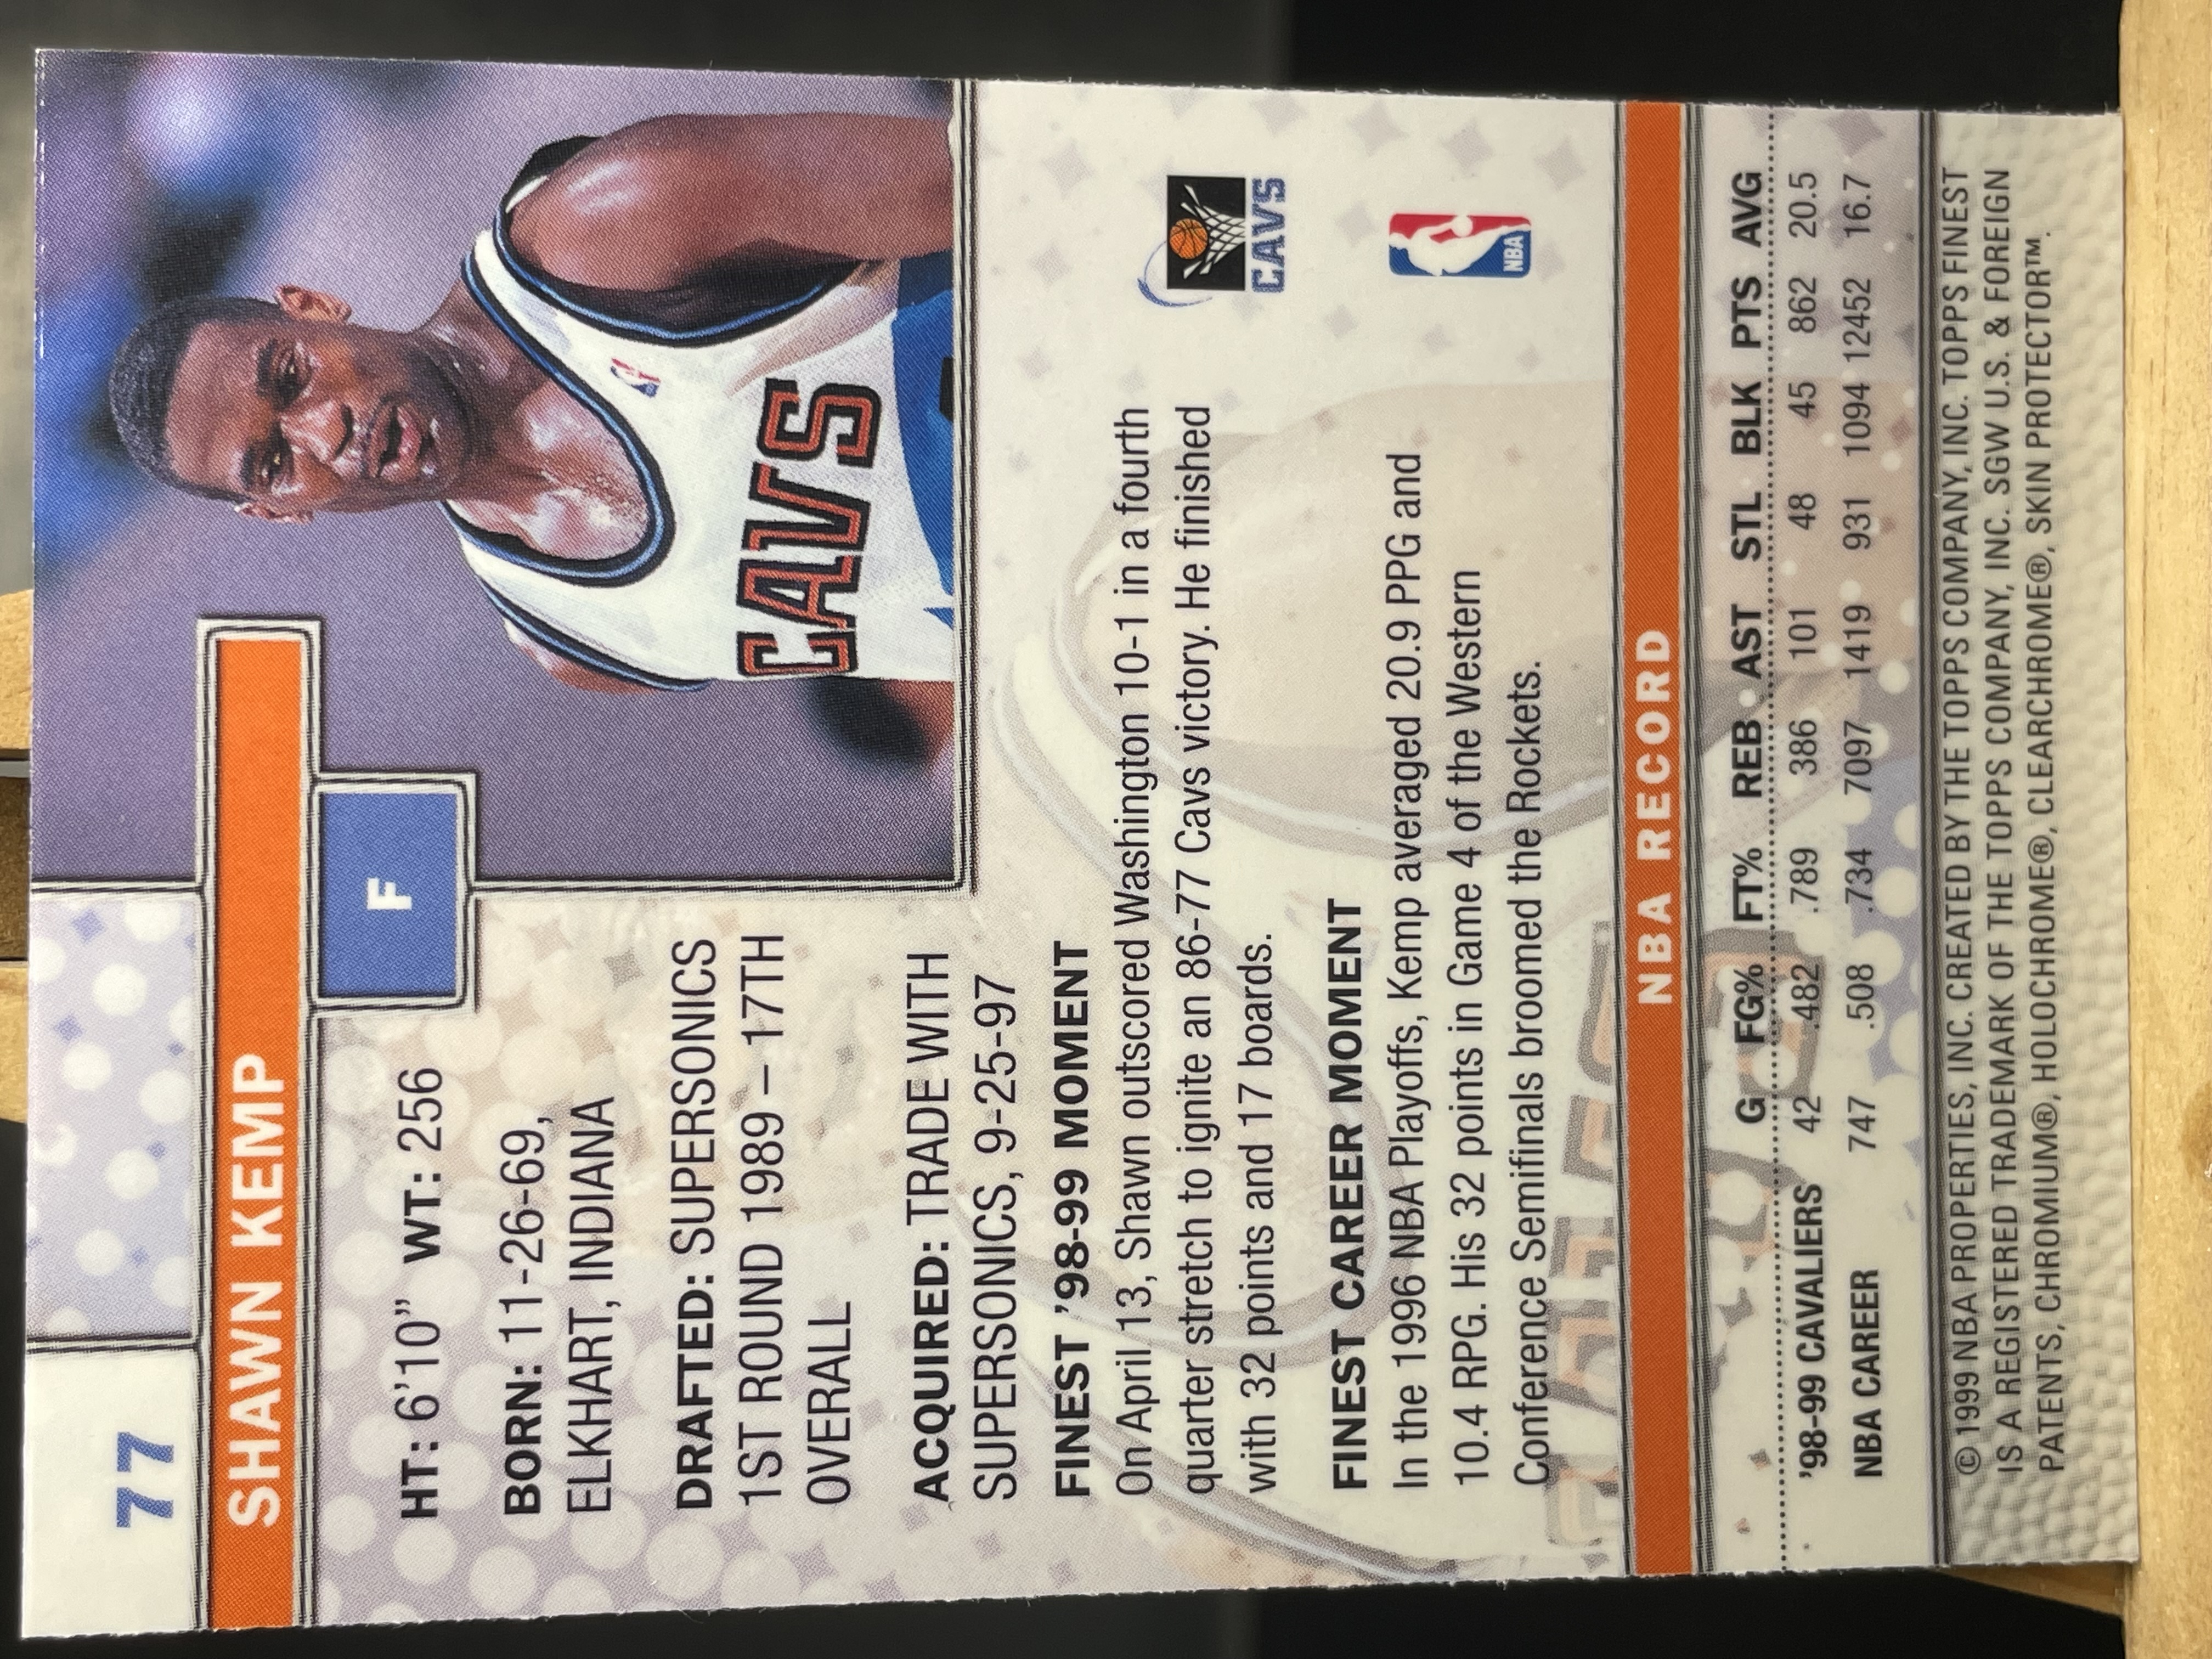 77
SHAWN KEMP
F
HT: 6’10” WT: 256
BORN: 11-26-69,
ELKHART, INDIANA
DRAFTED: SUPERSONICS
1ST ROUND 1989 – 17TH
OVERALL
ACQUIRED: TRADE WITH
SUPERSONICS, 9-25-97
CAVS
FINEST ’98-99 MOMENT
On April 13, Shawn outscored Washington 10-1 in a fourth
quarter stretch to ignite an 86-77 Cavs victory. He finished
with 32 points and 17 boards.
CAVS
FINEST CAREER MOMENT
In the 1996 NBA Playoffs, Kemp averaged 20.9 PPG and
10.4 RPG. His 32 points in Game 4 of the Western
Conference Semifinals broomed the Rockets.
NBA
NBA RECORD
G FG% FT% REB AST STL BLK PTS AVG
’98-99 CAVALIERS 42 .482 .789 386 101 48 45 862 20.5
NBA CAREER 747 .508 .734 7097 1419 931 1094 12452 16.7
© 1999 NBA PROPERTIES, INC. CREATED BY THE TOPPS COMPANY, INC. TOPPS FINEST
IS A REGISTERED TRADEMARK OF THE TOPPS COMPANY, INC. SGW U.S. & FOREIGN
PATENTS, CHROMIUM®, HOLOCHROME®, CLEARCHROME®, SKIN PROTECTOR™.